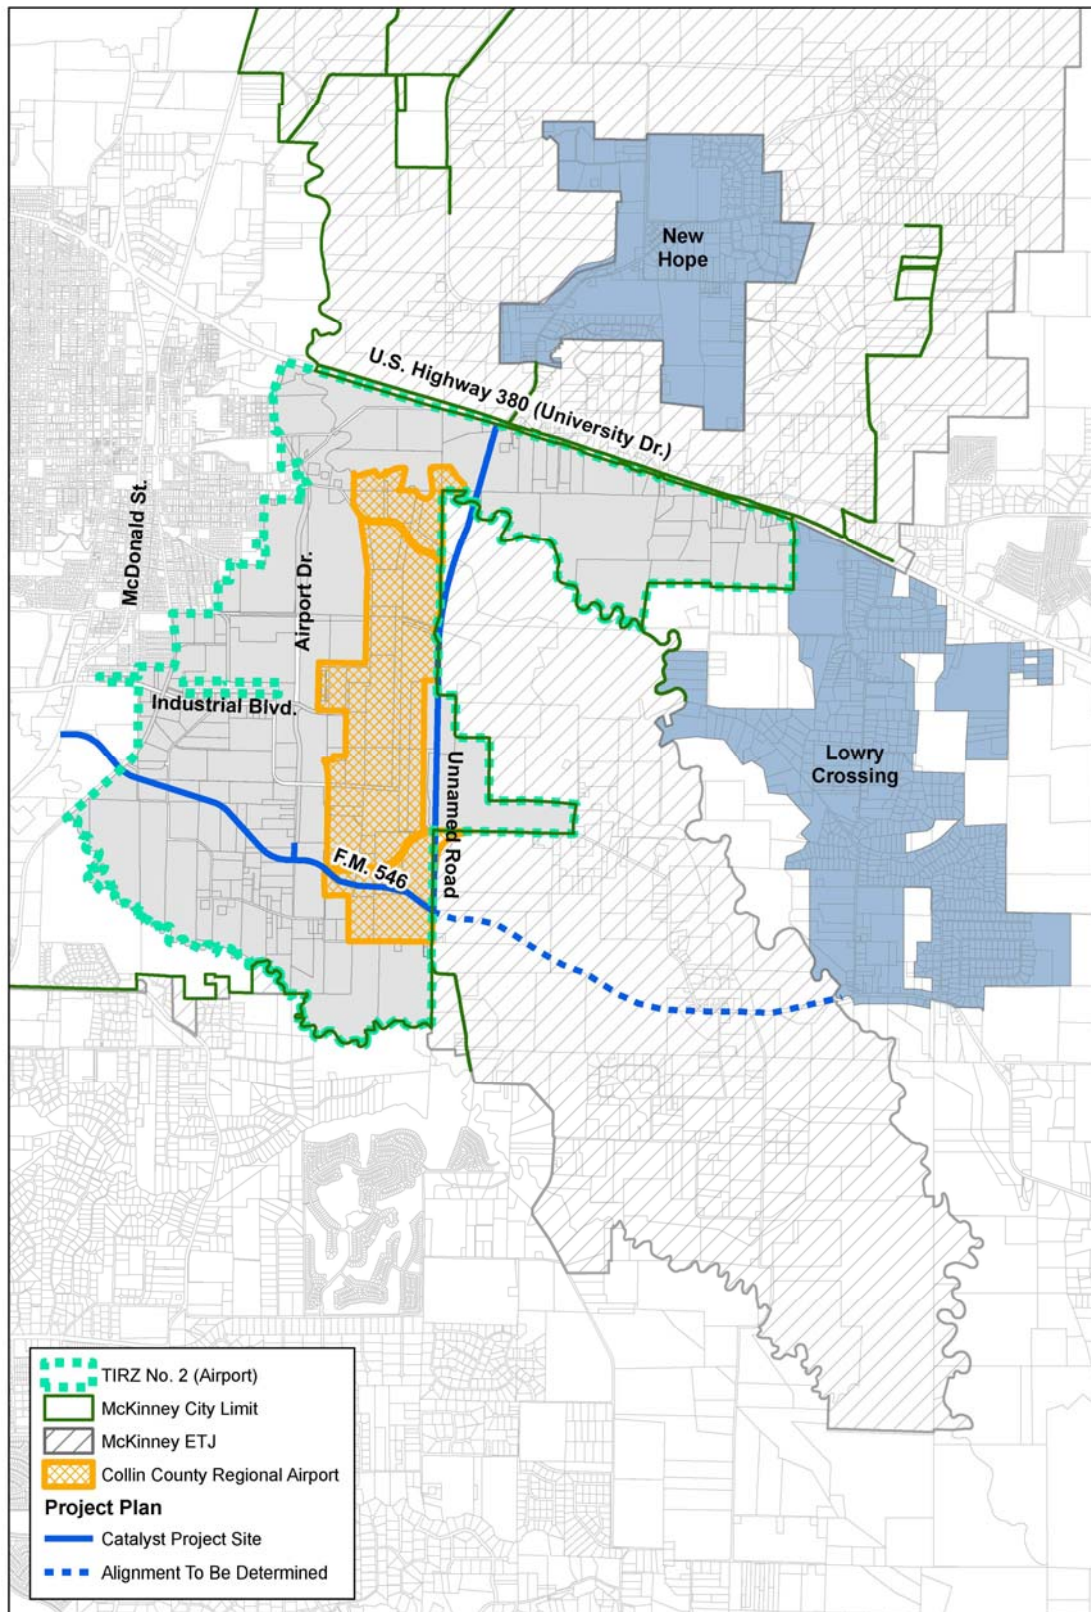 New
Hope
U.S. Highway 380 (University Dr.)
McDonald St.
Airport Dr.
Industrial Blvd.
Unnamed Road
Lowry
Crossing
F.M. 546
TIRZ No. 2 (Airport)
McKinney City Limit
McKinney ETJ
Collin County Regional Airport
Project Plan
Catalyst Project Site
Alignment To Be Determined